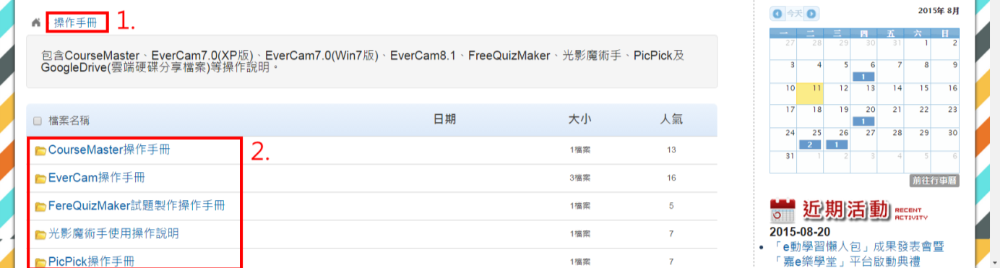 操作手冊 1.
包含CourseMaster、EverCam7.0(XP版)、EverCam7.0(Win7版)、EverCam8.1、FreeQuizMaker、光影魔術手、PicPick及
GoogleDrive(雲端硬碟分享檔案)等操作說明。
檔案名稱 日期 大小 人氣
2.
CourseMaster操作手冊 1檔案 13
EverCam操作手冊 3檔案 16
FereQuizMaker試題製作操作手冊 1檔案 5
光影魔術手使用操作說明 1檔案 7
PicPick操作手冊 1檔案 7
今天 2015年 8月
一 二 三 四 五 六 日
27 28 29 30 31 1 2
3 4 5 6 7 8 9
1
10 11 12 13 14 15 16
17 18 19 20 21 22 23
1
24 25 26 27 28 29 30
2 1
31 1 2 3 4 5 6
前往行事曆
近期活動 RECENT
ACTIVITY
2015-08-20
「e動學習懶人包」成果發表會暨
「嘉e樂學堂」平台啟動典禮